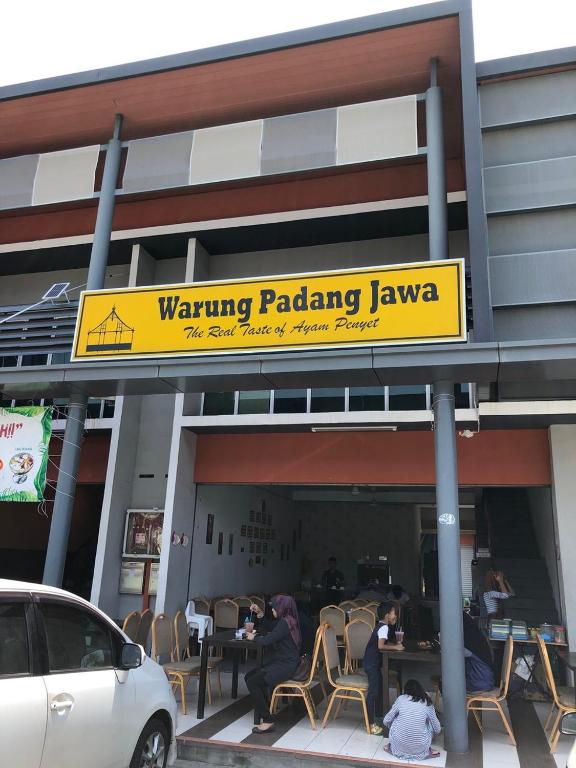 Warung Padang Jawa
The Real Taste of Ayam Penyet
H!!"